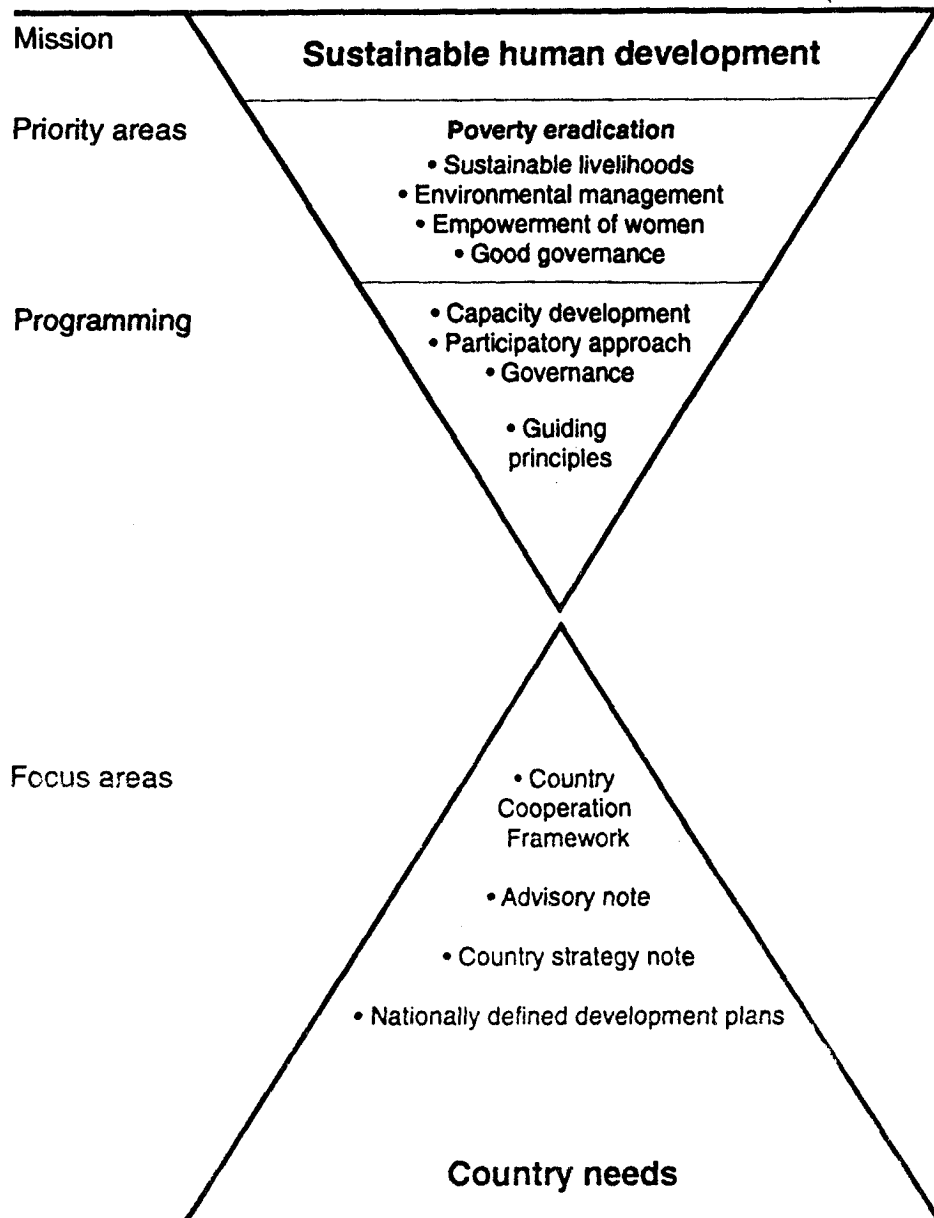 Mission
Sustainable human development
Priority areas
Poverty eradication
• Sustainable livelihoods
• Environmental management
• Empowerment of women
• Good governance
Programming
• Capacity development
• Participatory approach
• Governance
• Guiding
principles
Focus areas
• Country
Cooperation
Framework
• Advisory note
• Country strategy note
• Nationally defined development plans
Country needs